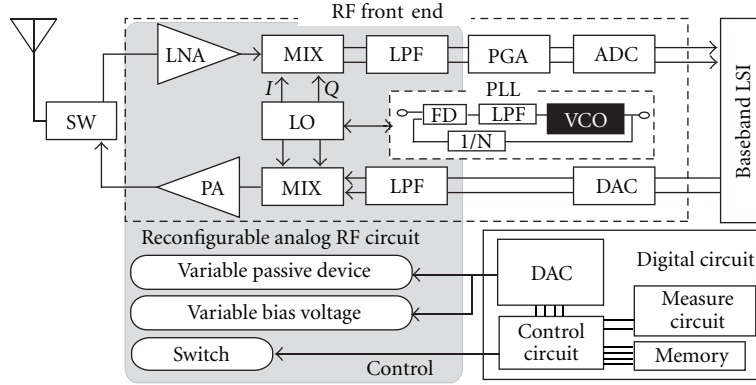 RF front end
LNA
MIX
LPF
PGA
ADC
I
Q
PLL
SW
LO
FD
LPF
VCO
1/N
Baseband LSI
PA
MIX
LPF
DAC
Reconfigurable analog RF circuit
Variable passive device
Variable bias voltage
Switch
Control
DAC
Digital circuit
Control
circuit
Measure
circuit
Memory